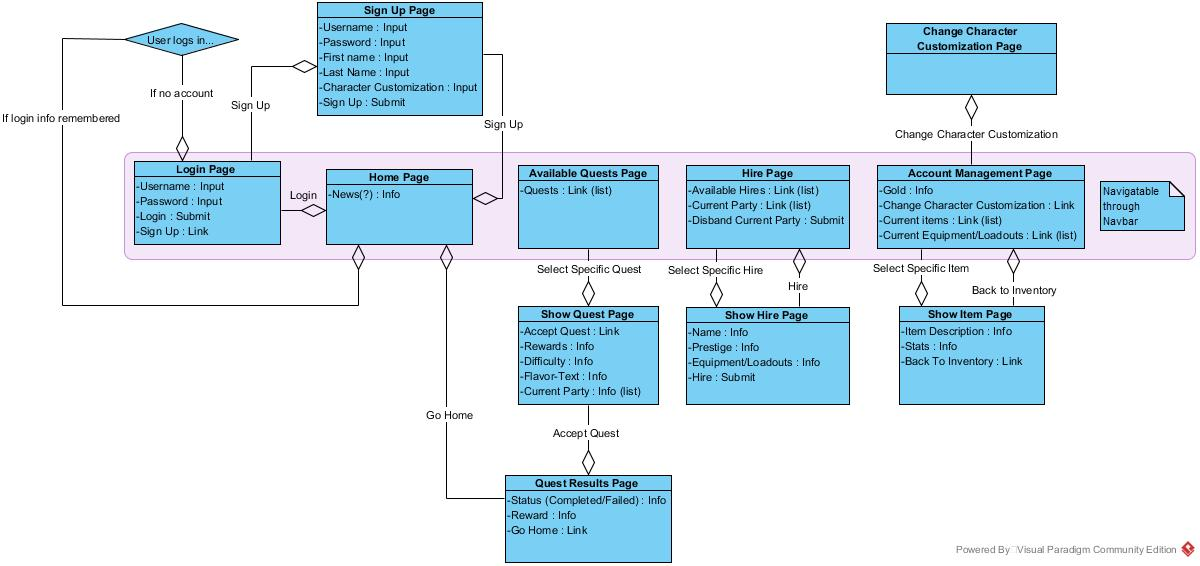 User logs in...
If no account
If login info remembered
Sign Up Page
-Username : Input
-Password : Input
-First name : Input
-Last Name : Input
-Character Customization : Input
-Sign Up : Submit
Sign Up
Sign Up
Change Character
Customization Page
Change Character Customization
Login Page
-Username : Input
-Password : Input
-Login : Submit
-Sign Up : Link
Login
Home Page
-News(?) : Info
Available Quests Page
-Quests : Link (list)
Hire Page
-Available Hires : Link (list)
-Current Party : Link (list)
-Disband Current Party : Submit
Account Management Page
-Gold : Info
-Change Character Customization : Link
-Current items : Link (list)
-Current Equipment/Loadouts : Link (list)
Navigatable
through
Navbar
Select Specific Quest
Select Specific Hire
Hire
Select Specific Item
Back to Inventory
Show Quest Page
-Accept Quest : Link
-Rewards : Info
-Difficulty : Info
-Flavor-Text : Info
-Current Party : Info (list)
Show Hire Page
-Name : Info
-Prestige : Info
-Equipment/Loadouts : Info
-Hire : Submit
Show Item Page
-Item Description : Info
-Stats : Info
-Back To Inventory : Link
Go Home
Accept Quest
Quest Results Page
-Status (Completed/Failed) : Info
-Reward : Info
-Go Home : Link
Powered By Visual Paradigm Community Edition